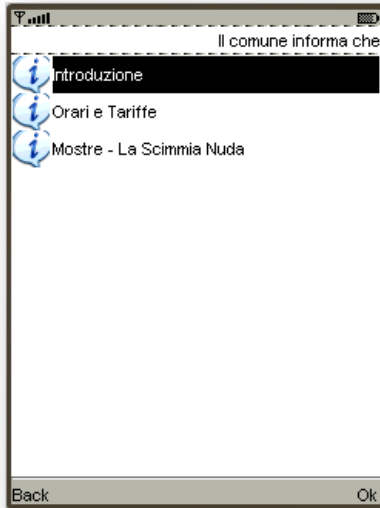 Il comune informa che
Introduzione
Orari e Tariffe
Mostre - La Scimmia Nuda
Back Ok